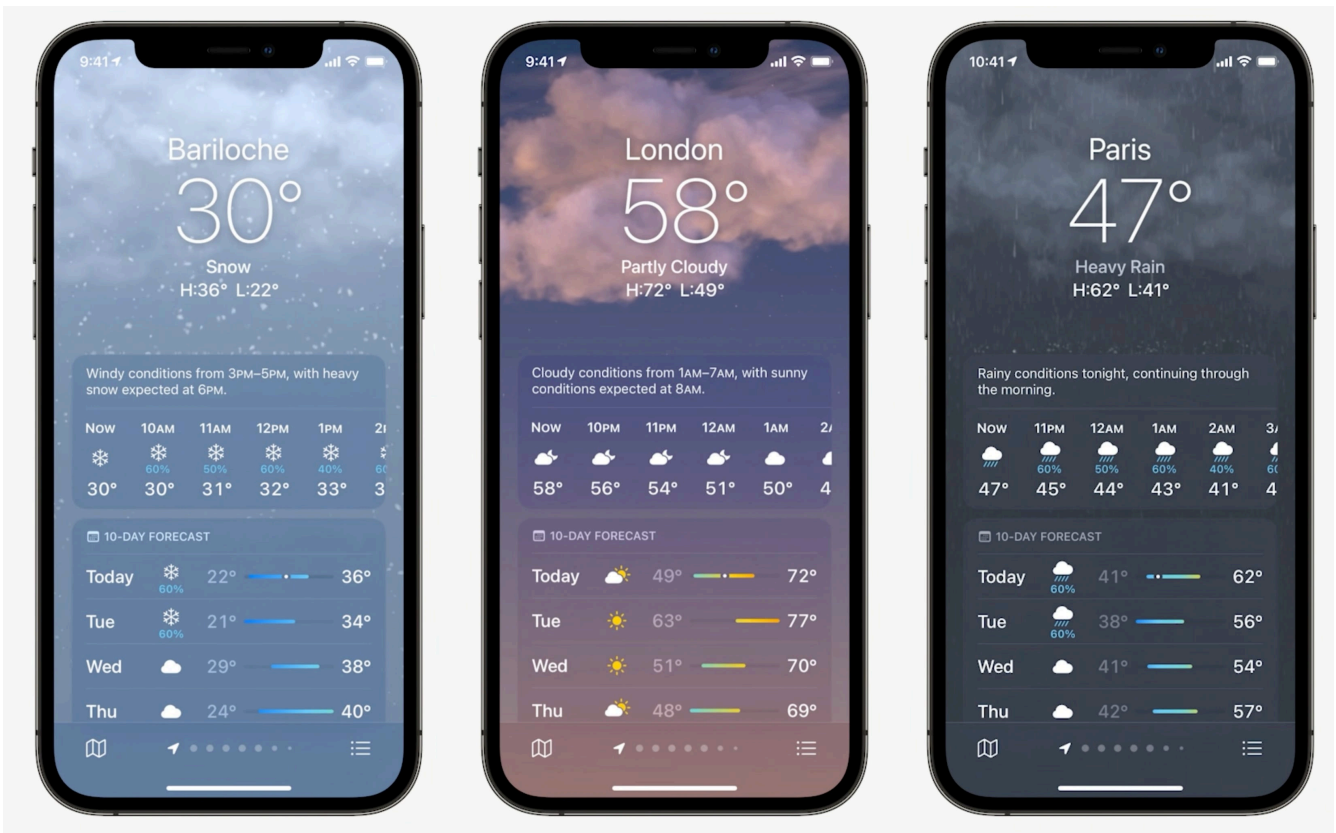 9:41
Bariloche
30°
Snow
H:36° L:22°
Windy conditions from 3PM–5PM, with heavy
snow expected at 6PM.
NOW 10AM 11AM 12PM 1PM
60% 50% 60% 40% 60
30° 30° 31° 32° 33° 3
10-DAY FORECAST
Today 60% 22° 36°
Tue 60% 21° 34°
Wed 29° 38°
Thu 24° 40°
9:41
London
58°
Partly Cloudy
H:72° L:49°
Cloudy conditions from 1AM–7AM, with sunny
conditions expected at 8AM.
NOW 10PM 11PM 12AM 1AM
58° 56° 54° 51° 50° 4
10-DAY FORECAST
Today 49° 72°
Tue 63° 77°
Wed 51° 70°
Thu 48° 69°
10:41
Paris
47°
Heavy Rain
H:62° L:41°
Rainy conditions tonight, continuing through
the morning.
NOW 11PM 12AM 1AM 2AM
60% 50% 60% 40% 60
47° 45° 44° 43° 41° 4
10-DAY FORECAST
Today 60% 41° 62°
Tue 60% 38° 56°
Wed 41° 54°
Thu 42° 57°